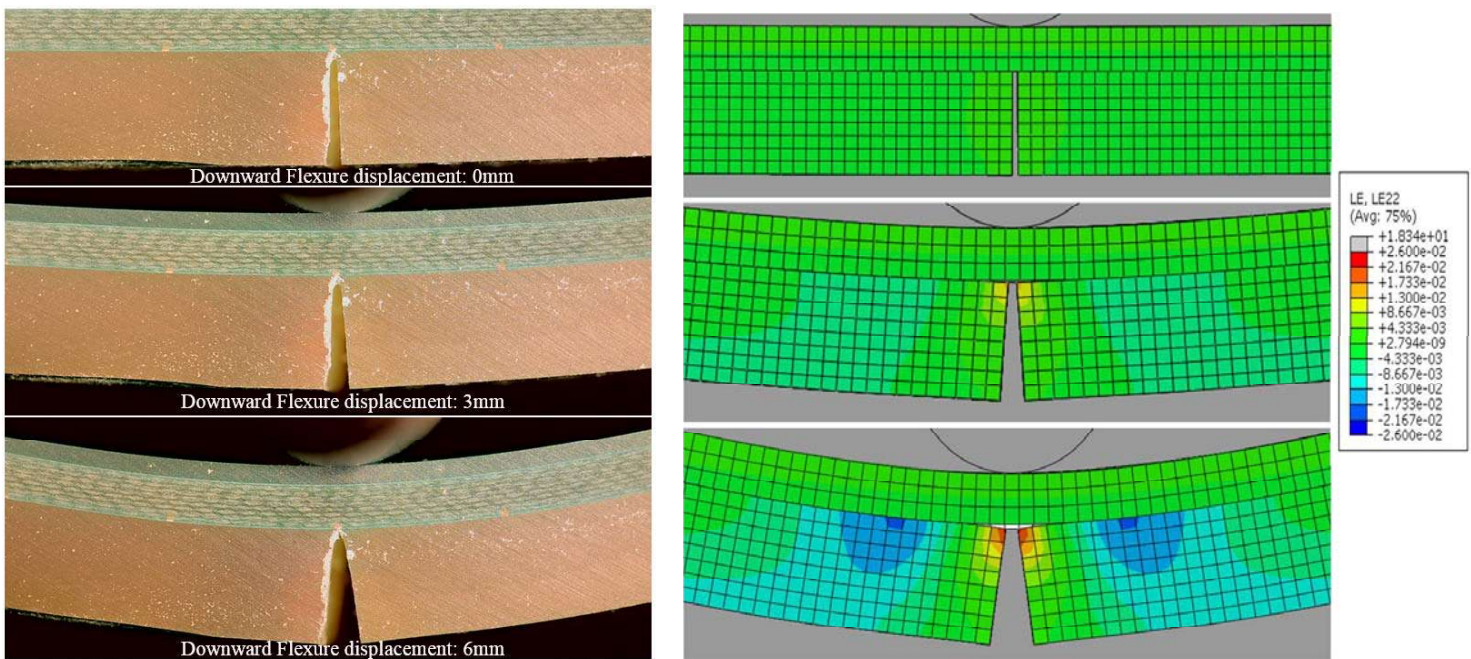 Downward Flexure displacement: 0mm
Downward Flexure displacement: 3mm
Downward Flexure displacement: 6mm
LE, LE22
(Avg: 75%)
+1.834e+01
+2.600e-02
+2.167e-02
+1.733e-02
+1.300e-02
+8.667e-03
+4.333e-03
+2.794e-09
-4.333e-03
-8.667e-03
-1.300e-02
-1.733e-02
-2.167e-02
-2.600e-02